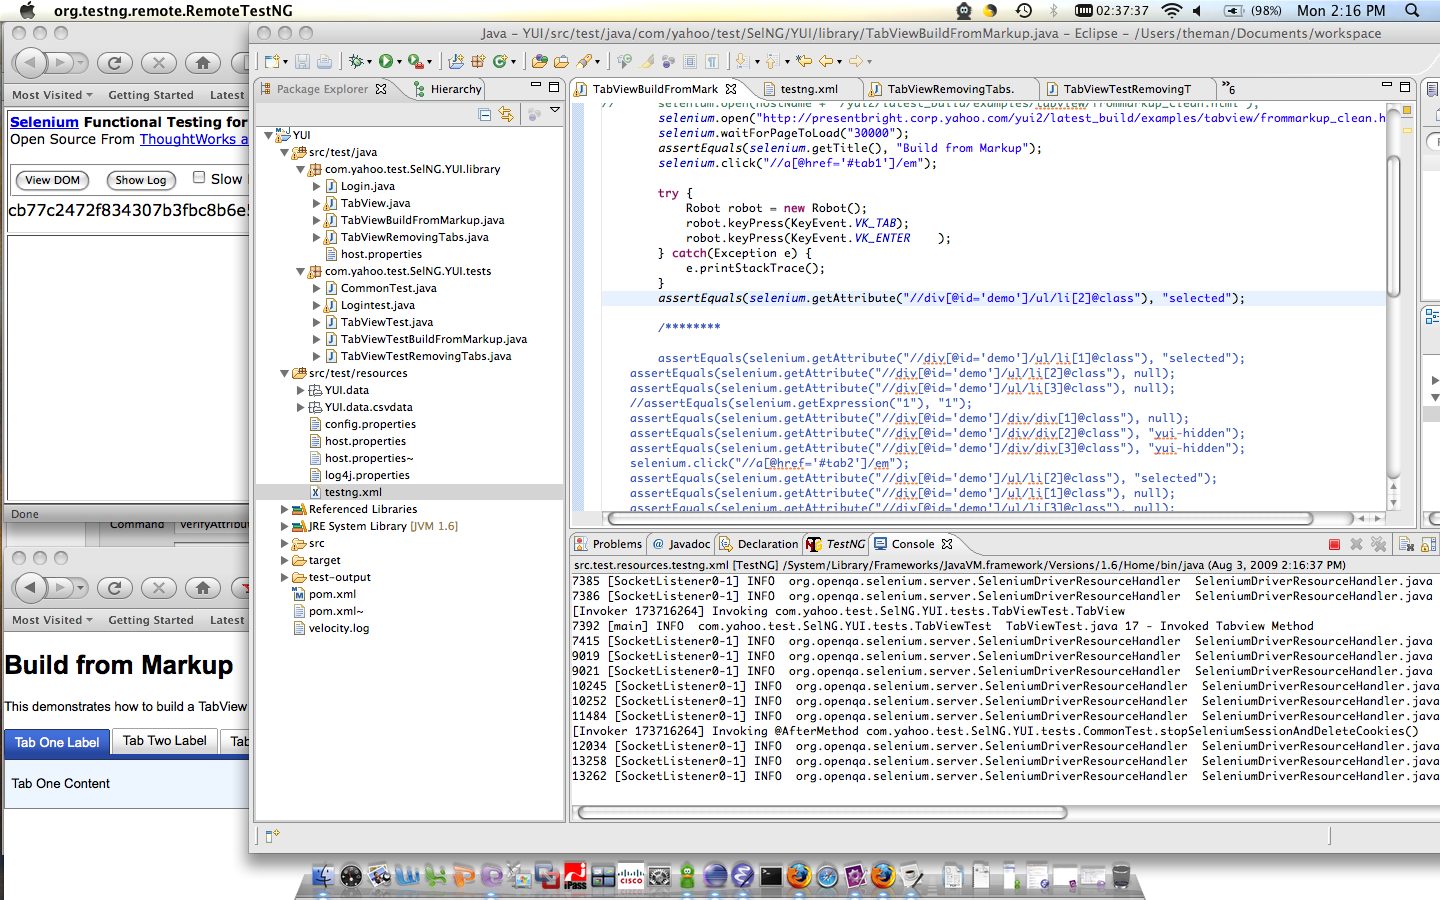 org.testng.remote.RemoteTestNG
02:37:37
(98%)
Mon 2:16 PM
Java – YUI/src/test/java/com/yahoo/test/SelNG/YUI/library/TabViewBuildFromMarkup.java – Eclipse – /Users/theman/Documents/workspace
Most Visited
Getting Started
Latest
Selenium Functional Testing for
Open Source From ThoughtWorks a
View DOM
Show Log
Slow
cb77c2472f834307b3fbc8b6e5
Done
Command
VerifyAttribut
Most Visited
Getting Started
Latest
Build from Markup
This demonstrates how to build a TabView
Tab One Label
Tab Two Label
Tab
Tab One Content
Package Explorer
Hierarchy
YUI
src/test/java
com.yahoo.test.SelNG.YUI.library
Login.java
TabView.java
TabViewBuildFromMarkup.java
TabViewRemovingTabs.java
host.properties
com.yahoo.test.SelNG.YUI.tests
CommonTest.java
Logintest.java
TabViewTest.java
TabViewTestBuildFromMarkup.java
TabViewTestRemovingTabs.java
src/test/resources
YUI.data
YUI.data.csvdata
config.properties
host.properties
host.properties~
log4j.properties
testng.xml
Referenced Libraries
JRE System Library [JVM 1.6]
src
target
test-output
pom.xml
pom.xml~
velocity.log
TabViewBuildFromMark
testng.xml
TabViewRemovingTabs.
TabViewTestRemovingT
»6
// selenium.open(hostName + "/yui2/latest_build/examples/tabview/frommarkup_clean.html");
selenium.open("http://presentbright.corp.yahoo.com/yui2/latest_build/examples/tabview/frommarkup_clean.h
selenium.waitForPageToLoad("30000");
assertEquals(selenium.getTitle(), "Build from Markup");
selenium.click("//a[@href='#tab1']/em");
try {
Robot robot = new Robot();
robot.keyPress(KeyEvent.VK_TAB);
robot.keyPress(KeyEvent.VK_ENTER );
} catch(Exception e) {
e.printStackTrace();
}
assertEquals(selenium.getAttribute("//div[@id='demo']/ul/li[2]@class"), "selected");
/********
assertEquals(selenium.getAttribute("//div[@id='demo']/ul/li[1]@class"), "selected");
assertEquals(selenium.getAttribute("//div[@id='demo']/ul/li[2]@class"), null);
assertEquals(selenium.getAttribute("//div[@id='demo']/ul/li[3]@class"), null);
//assertEquals(selenium.getExpression("1"), "1");
assertEquals(selenium.getAttribute("//div[@id='demo']/div/div[1]@class"), null);
assertEquals(selenium.getAttribute("//div[@id='demo']/div/div[2]@class"), "yui-hidden");
assertEquals(selenium.getAttribute("//div[@id='demo']/div/div[3]@class"), "yui-hidden");
selenium.click("//a[@href='#tab2']/em");
assertEquals(selenium.getAttribute("//div[@id='demo']/ul/li[2]@class"), "selected");
assertEquals(selenium.getAttribute("//div[@id='demo']/ul/li[1]@class"), null);
assertEquals(selenium.getAttribute("//div[@id='demo']/ul/li[3]@class"), null);
Problems
@ Javadoc
Declaration
TestNG
Console
src.test.resources.testng.xml [TestNG] /System/Library/Frameworks/JavaVM.framework/Versions/1.6/Home/bin/java (Aug 3, 2009 2:16:37 PM)
7385 [SocketListener0-1] INFO org.openqa.selenium.server.SeleniumDriverResourceHandler SeleniumDriverResourceHandler.java
7386 [SocketListener0-1] INFO org.openqa.selenium.server.SeleniumDriverResourceHandler SeleniumDriverResourceHandler.java
[Invoker 173716264] Invoking com.yahoo.test.SelNG.YUI.tests.TabViewTest.TabView
7392 [main] INFO com.yahoo.test.SelNG.YUI.tests.TabViewTest TabViewTest.java 17 - Invoked Tabview Method
7415 [SocketListener0-1] INFO org.openqa.selenium.server.SeleniumDriverResourceHandler SeleniumDriverResourceHandler.java
9019 [SocketListener0-1] INFO org.openqa.selenium.server.SeleniumDriverResourceHandler SeleniumDriverResourceHandler.java
9021 [SocketListener0-1] INFO org.openqa.selenium.server.SeleniumDriverResourceHandler SeleniumDriverResourceHandler.java
10245 [SocketListener0-1] INFO org.openqa.selenium.server.SeleniumDriverResourceHandler SeleniumDriverResourceHandler.java
10252 [SocketListener0-1] INFO org.openqa.selenium.server.SeleniumDriverResourceHandler SeleniumDriverResourceHandler.java
11484 [SocketListener0-1] INFO org.openqa.selenium.server.SeleniumDriverResourceHandler SeleniumDriverResourceHandler.java
[Invoker 173716264] Invoking @AfterMethod com.yahoo.test.SelNG.YUI.tests.CommonTest.stopSeleniumSessionAndDeleteCookies()
12034 [SocketListener0-1] INFO org.openqa.selenium.server.SeleniumDriverResourceHandler SeleniumDriverResourceHandler.java
13258 [SocketListener0-1] INFO org.openqa.selenium.server.SeleniumDriverResourceHandler SeleniumDriverResourceHandler.java
13262 [SocketListener0-1] INFO org.openqa.selenium.server.SeleniumDriverResourceHandler SeleniumDriverResourceHandler.java
iPass
CISCO